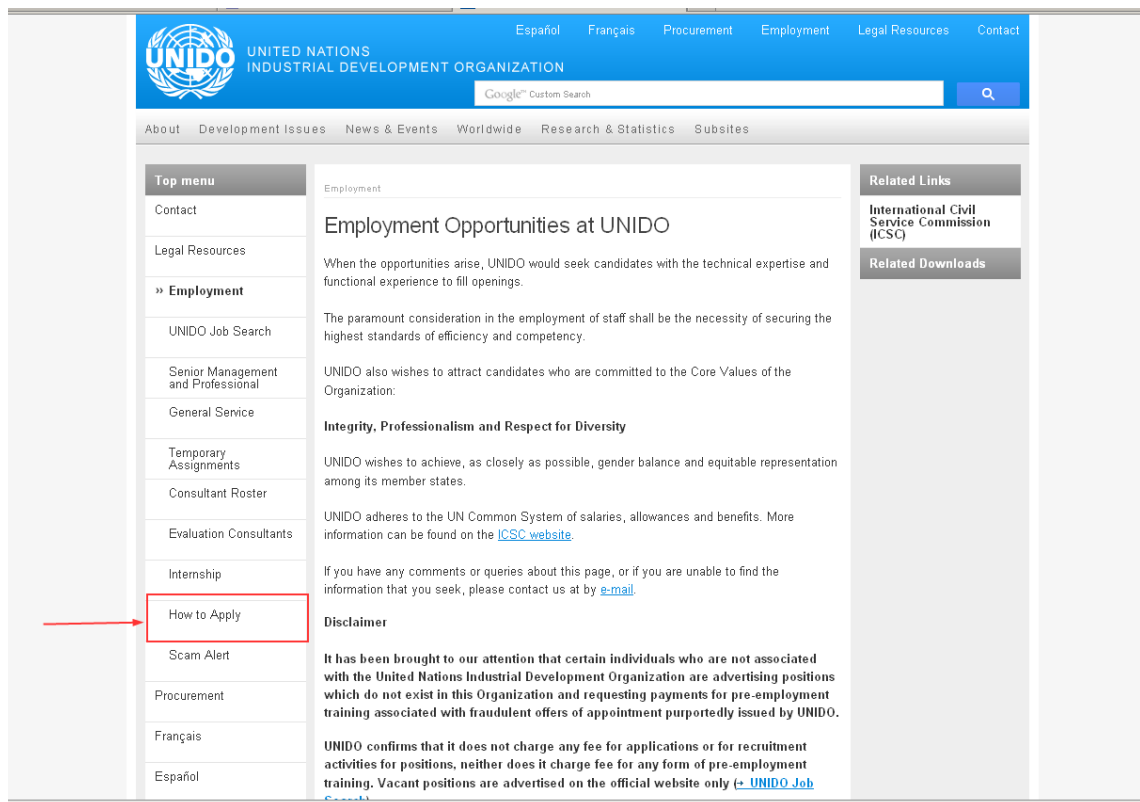 Español Français Procurement Employment Legal Resources Contact
UNIDO
UNITED NATIONS
INDUSTRIAL DEVELOPMENT ORGANIZATION
Google™ Custom Search
About Development Issues News & Events Worldwide Research & Statistics Subsites
Top menu
Contact
Legal Resources
» Employment
UNIDO Job Search
Senior Management
and Professional
General Service
Temporary
Assignments
Consultant Roster
Evaluation Consultants
Internship
How to Apply
Scam Alert
Procurement
Français
Español
Employment
Employment Opportunities at UNIDO
When the opportunities arise, UNIDO would seek candidates with the technical expertise and
functional experience to fill openings.
The paramount consideration in the employment of staff shall be the necessity of securing the
highest standards of efficiency and competency.
UNIDO also wishes to attract candidates who are committed to the Core Values of the
Organization:
Integrity, Professionalism and Respect for Diversity
UNIDO wishes to achieve, as closely as possible, gender balance and equitable representation
among its member states.
UNIDO adheres to the UN Common System of salaries, allowances and benefits. More
information can be found on the ICSC website.
If you have any comments or queries about this page, or if you are unable to find the
information that you seek, please contact us at by e-mail.
Disclaimer
It has been brought to our attention that certain individuals who are not associated
with the United Nations Industrial Development Organization are advertising positions
which do not exist in this Organization and requesting payments for pre-employment
training associated with fraudulent offers of appointment purportedly issued by UNIDO.
UNIDO confirms that it does not charge any fee for applications or for recruitment
activities for positions, neither does it charge fee for any form of pre-employment
training. Vacant positions are advertised on the official website only (→ UNIDO Job
Related Links
International Civil
Service Commission
(ICSC)
Related Downloads